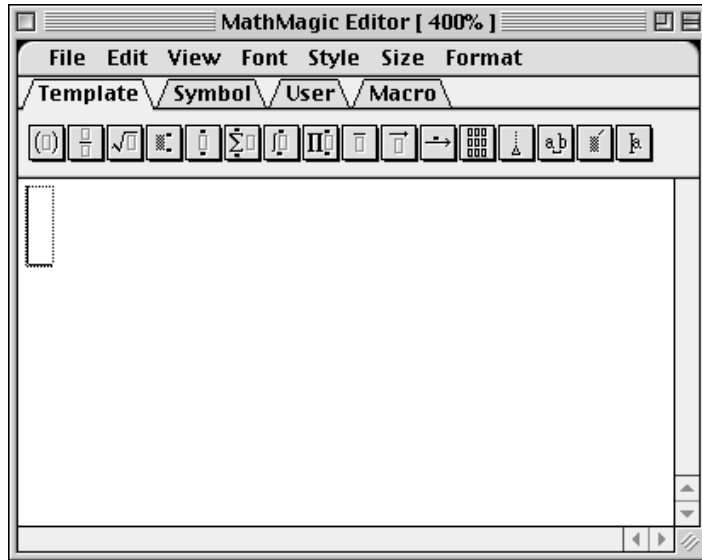 MathMagic Editor [ 400% ]
File Edit View Font Style Size Format
Template Symbol User Macro